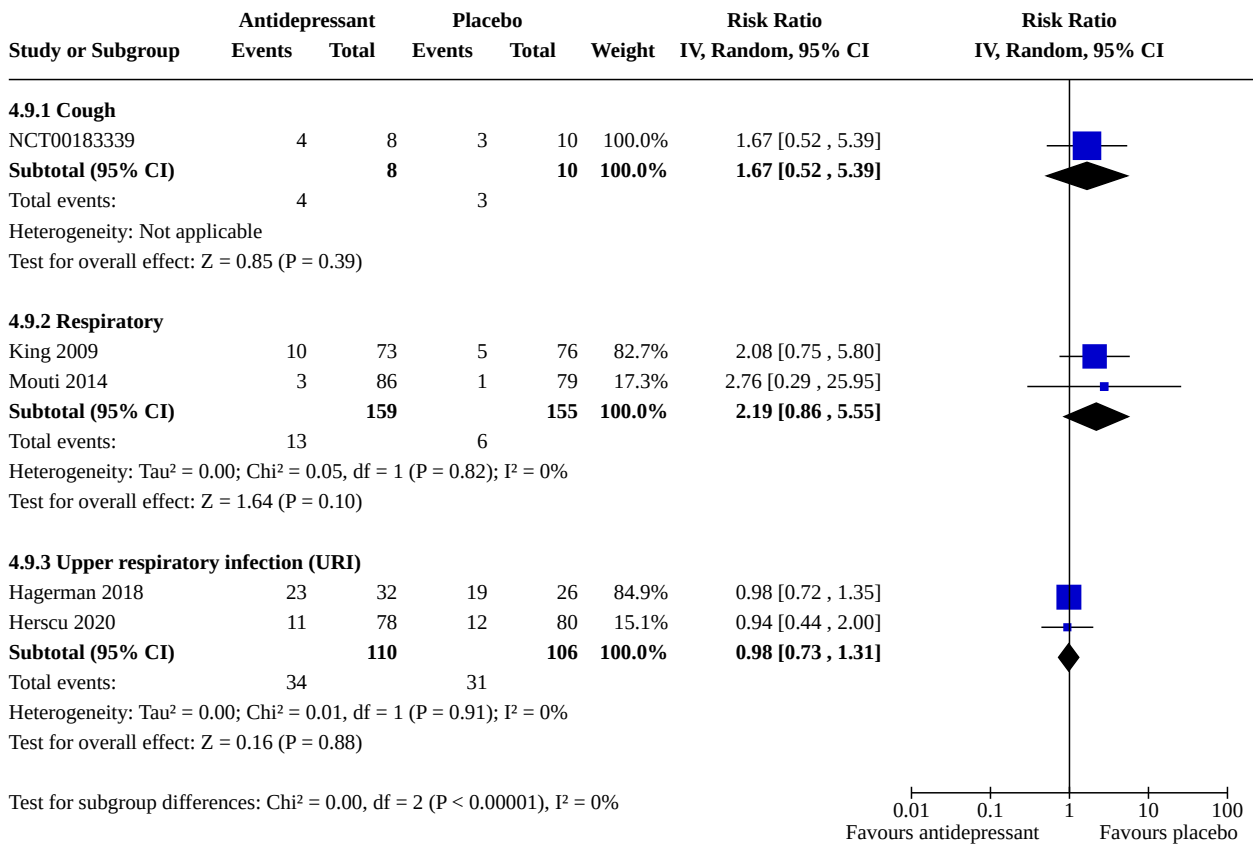 Antidepressant Placebo Risk Ratio Risk Ratio
Study or Subgroup Events Total Events Total Weight IV, Random, 95% CI IV, Random, 95% CI
4.9.1 Cough
NCT00183339 4 8 3 10 100.0% 1.67 [0.52 , 5.39]
Subtotal (95% CI) 8 10 100.0% 1.67 [0.52 , 5.39]
Total events: 4 3
Heterogeneity: Not applicable
Test for overall effect: Z = 0.85 (P = 0.39)
4.9.2 Respiratory
King 2009 10 73 5 76 82.7% 2.08 [0.75 , 5.80]
Mouti 2014 3 86 1 79 17.3% 2.76 [0.29 , 25.95]
Subtotal (95% CI) 159 155 100.0% 2.19 [0.86 , 5.55]
Total events: 13 6
Heterogeneity: Tau² = 0.00; Chi² = 0.05, df = 1 (P = 0.82); I² = 0%
Test for overall effect: Z = 1.64 (P = 0.10)
4.9.3 Upper respiratory infection (URI)
Hagerman 2018 23 32 19 26 84.9% 0.98 [0.72 , 1.35]
Herscu 2020 11 78 12 80 15.1% 0.94 [0.44 , 2.00]
Subtotal (95% CI) 110 106 100.0% 0.98 [0.73 , 1.31]
Total events: 34 31
Heterogeneity: Tau² = 0.00; Chi² = 0.01, df = 1 (P = 0.91); I² = 0%
Test for overall effect: Z = 0.16 (P = 0.88)
Test for subgroup differences: Chi² = 0.00, df = 2 (P < 0.00001), I² = 0%
0.01 0.1 1 10 100
Favours antidepressant Favours placebo